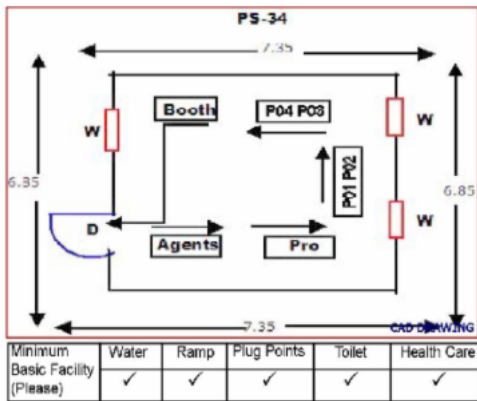 PS-34
7.35
Booth
P04 P03
W
W
6.85
P01 P02
6.85
W
D
Agents
Pro
7.35
CAD DRAWING
Minimum Basic Facility (Please)
Water
Ramp
Plug Points
Toilet
Health Care
✓ ✓ ✓ ✓ ✓